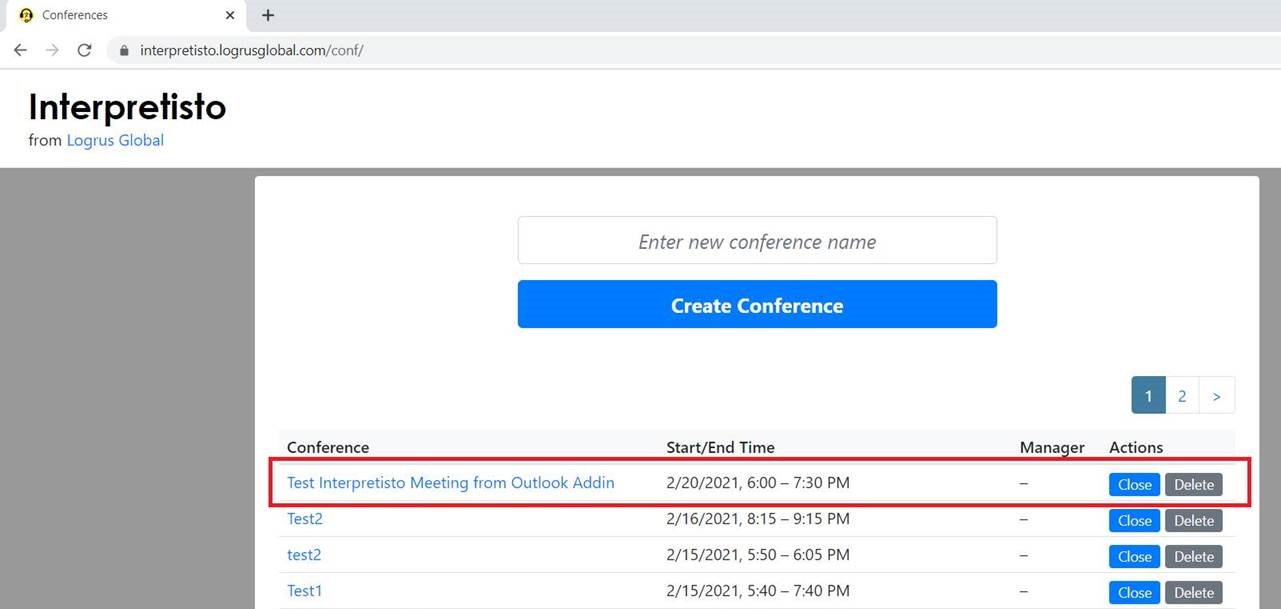 Conferences
interpretisto.logrusglobal.com/conf/
Interpretisto
from Logrus Global
Enter new conference name
Create Conference
1 2 >
Conference Start/End Time Manager Actions
Test Interpretisto Meeting from Outlook Addin 2/20/2021, 6:00 – 7:30 PM – Close Delete
Test2 2/16/2021, 8:15 – 9:15 PM – Close Delete
test2 2/15/2021, 5:50 – 6:05 PM – Close Delete
Test1 2/15/2021, 5:40 – 7:40 PM – Close Delete